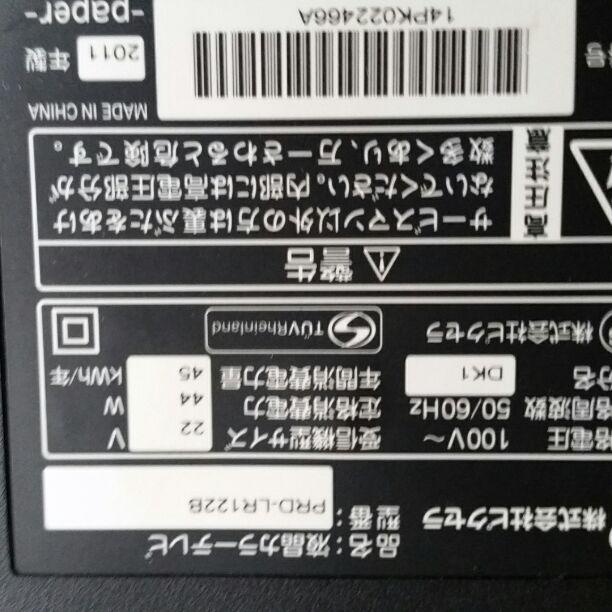 品名：液晶カラーテレビ
株式会社ピクセラ 型番：PRD-LR122B
格電圧 100V～ 受信機型サイズ 22 V
格周波数 50/60Hz 定格消費電力 44 W
分名 DK1 年間消費電力量 45 kWh/年
株式会社ピクセラ TÜVRheinland
警告
高圧注意
サービスマン以外の方は裏ぶたをあけ
ないでください。内部には高電圧部分が
数多くあり、万一さわると危険です。
MADE IN CHINA
番号 14PK022466A 2011 年製
-paper-